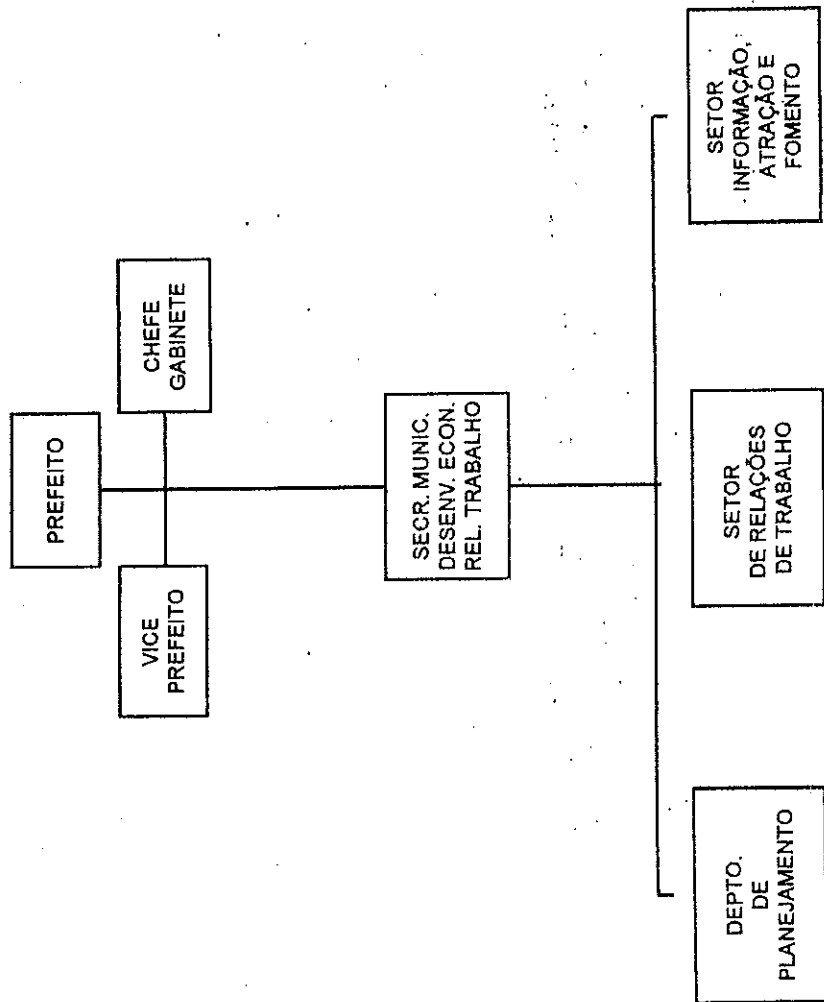 PREFEITO
VICE
PREFEITO
CHEFE
GABINETE
SECR. MUNIC.
DESENV. ECON.
REL. TRABALHO
DEPTO.
DE
PLANEJAMENTO
SETOR
DE RELAÇÕES
DE TRABALHO
SETOR
INFORMAÇÃO,
ATRAÇÃO E
FOMENTO